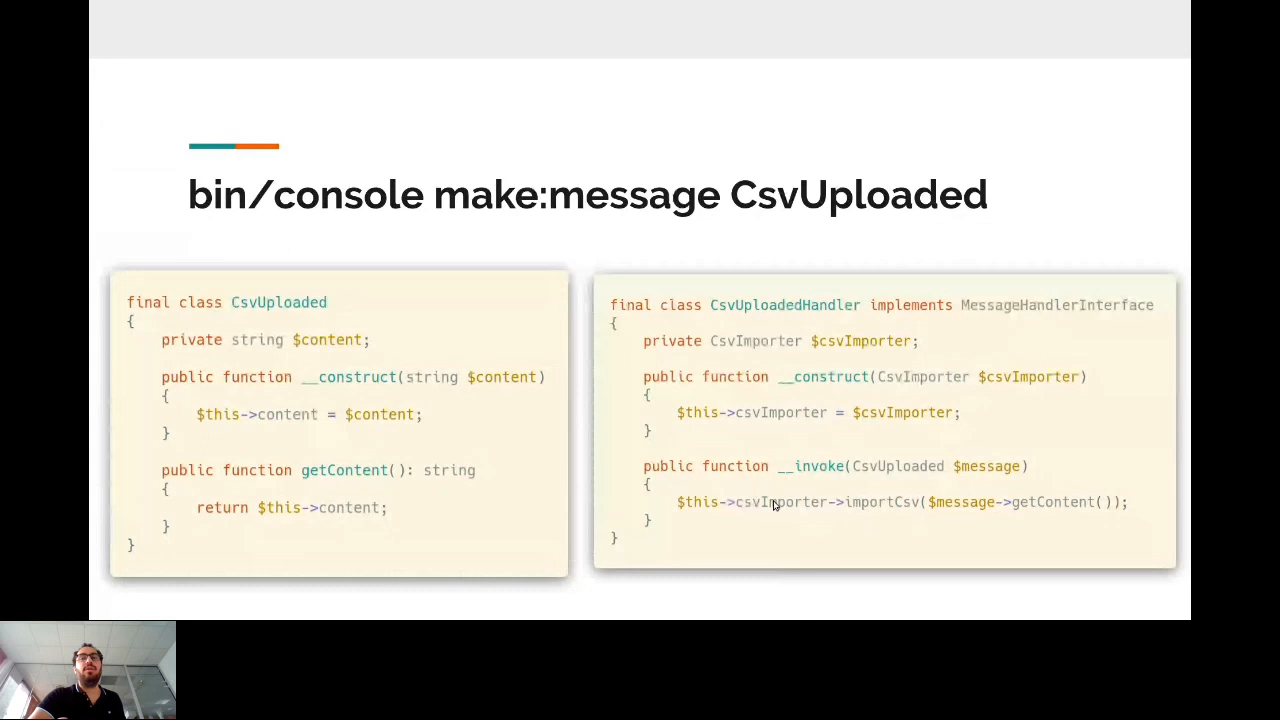 bin/console make:message CsvUploaded
final class CsvUploaded
{
    private string $content;
    public function __construct(string $content)
    {
        $this->content = $content;
    }
    public function getContent(): string
    {
        return $this->content;
    }
}
final class CsvUploadedHandler implements MessageHandlerInterface
{
    private CsvImporter $csvImporter;
    public function __construct(CsvImporter $csvImporter)
    {
        $this->csvImporter = $csvImporter;
    }
    public function __invoke(CsvUploaded $message)
    {
        $this->csvImporter->importCsv($message->getContent());
    }
}